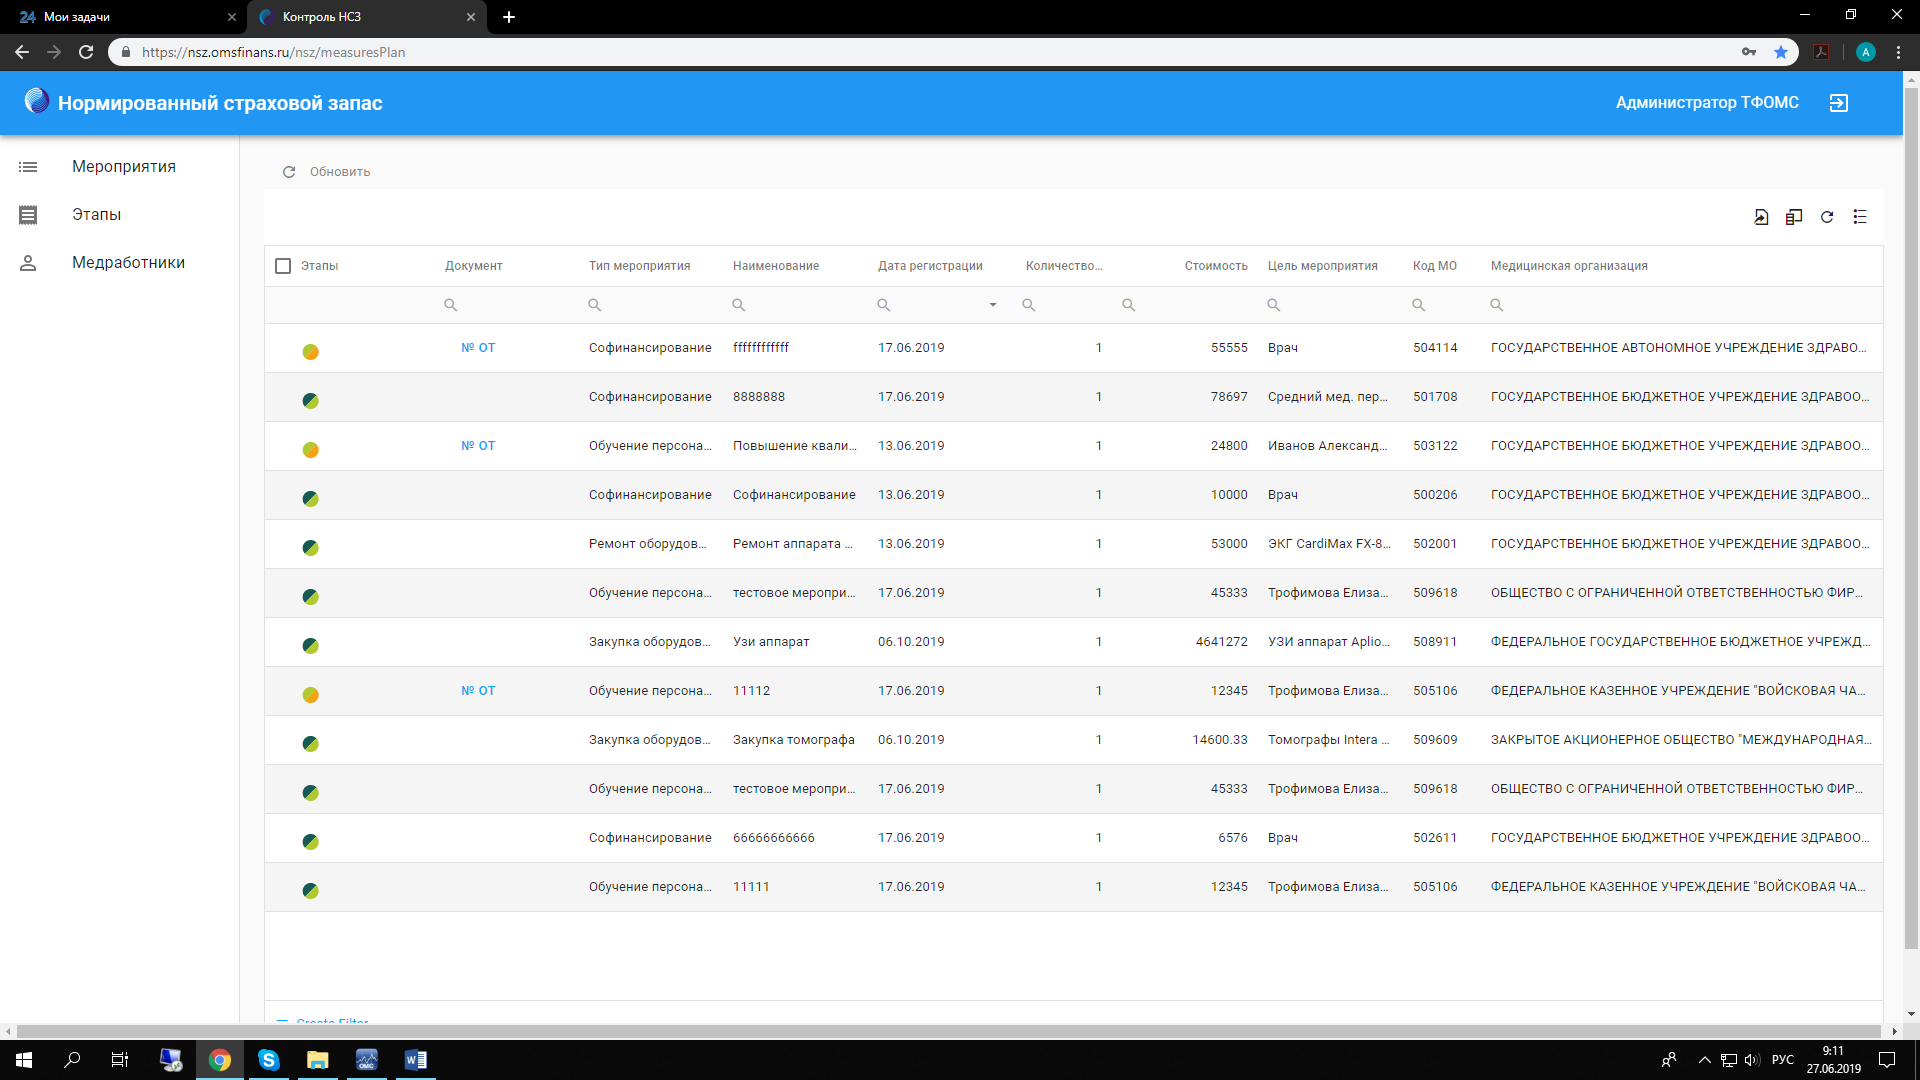 24 Мои задачи
Контроль НСЗ
https://nsz.omsfinans.ru/nsz/measuresPlan
A
Нормированный страховой запас
Администратор ТФОМС
Мероприятия
Этапы
Медработники
Обновить
Этапы Документ Тип мероприятия Наименование Дата регистрации Количество... Стоимость Цель мероприятия Код МО Медицинская организация
№ ОТ Софинансирование ffffffffffff 17.06.2019 1 55555 Врач 504114 ГОСУДАРСТВЕННОЕ АВТОНОМНОЕ УЧРЕЖДЕНИЕ ЗДРАВО...
Софинансирование 8888888 17.06.2019 1 78697 Средний мед. пер... 501708 ГОСУДАРСТВЕННОЕ БЮДЖЕТНОЕ УЧРЕЖДЕНИЕ ЗДРАВОО...
№ ОТ Обучение персона... Повышение квали... 13.06.2019 1 24800 Иванов Александ... 503122 ГОСУДАРСТВЕННОЕ БЮДЖЕТНОЕ УЧРЕЖДЕНИЕ ЗДРАВОО...
Софинансирование Софинансирование 13.06.2019 1 10000 Врач 500206 ГОСУДАРСТВЕННОЕ БЮДЖЕТНОЕ УЧРЕЖДЕНИЕ ЗДРАВОО...
Ремонт оборудов... Ремонт аппарата ... 13.06.2019 1 53000 ЭКГ CardiMax FX-8... 502001 ГОСУДАРСТВЕННОЕ БЮДЖЕТНОЕ УЧРЕЖДЕНИЕ ЗДРАВОО...
Обучение персона... тестовое меропри... 17.06.2019 1 45333 Трофимова Елиза... 509618 ОБЩЕСТВО С ОГРАНИЧЕННОЙ ОТВЕТСТВЕННОСТЬЮ ФИР...
Закупка оборудов... Узи аппарат 06.10.2019 1 4641272 УЗИ аппарат Aplio... 508911 ФЕДЕРАЛЬНОЕ ГОСУДАРСТВЕННОЕ БЮДЖЕТНОЕ УЧРЕЖД...
№ ОТ Обучение персона... 11112 17.06.2019 1 12345 Трофимова Елиза... 505106 ФЕДЕРАЛЬНОЕ КАЗЕННОЕ УЧРЕЖДЕНИЕ "ВОЙСКОВАЯ ЧА...
Закупка оборудов... Закупка томографа 06.10.2019 1 14600.33 Томографы Intera ... 509609 ЗАКРЫТОЕ АКЦИОНЕРНОЕ ОБЩЕСТВО "МЕЖДУНАРОДНАЯ...
Обучение персона... тестовое меропри... 17.06.2019 1 45333 Трофимова Елиза... 509618 ОБЩЕСТВО С ОГРАНИЧЕННОЙ ОТВЕТСТВЕННОСТЬЮ ФИР...
Софинансирование 66666666666 17.06.2019 1 6576 Врач 502611 ГОСУДАРСТВЕННОЕ БЮДЖЕТНОЕ УЧРЕЖДЕНИЕ ЗДРАВОО...
Обучение персона... 11111 17.06.2019 1 12345 Трофимова Елиза... 505106 ФЕДЕРАЛЬНОЕ КАЗЕННОЕ УЧРЕЖДЕНИЕ "ВОЙСКОВАЯ ЧА...
Create Filter
ОМС
РУС
9:11
27.06.2019